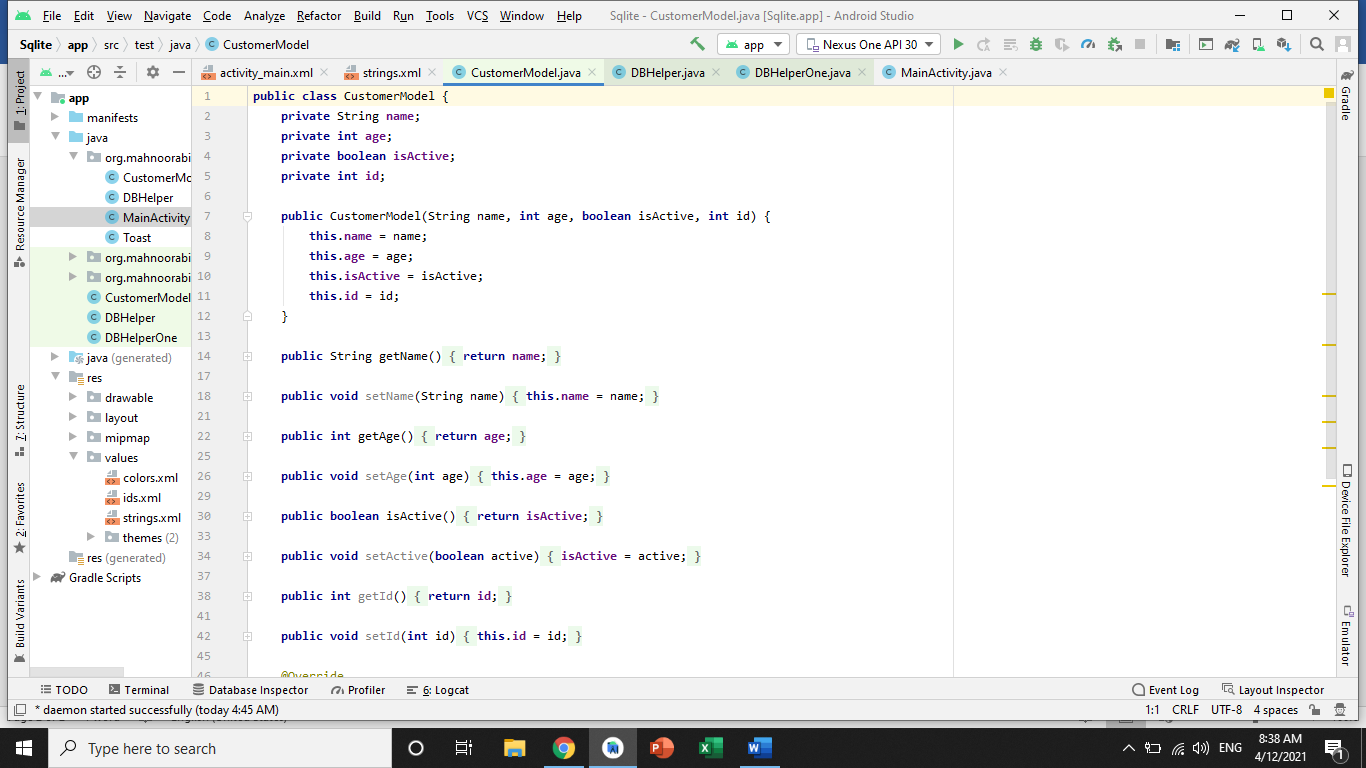 File Edit View Navigate Code Analyze Refactor Build Run Tools VCS Window Help Sqlite - CustomerModel.java [Sqlite.app] - Android Studio
Sqlite app src test java CustomerModel app Nexus One API 30
activity_main.xml strings.xml CustomerModel.java DBHelper.java DBHelperOne.java MainActivity.java
1: Project
Resource Manager
7: Structure
2: Favorites
Build Variants
app
manifests
java
org.mahnoorabi
CustomerMo
DBHelper
MainActivity
Toast
org.mahnoorabi
org.mahnoorabi
CustomerModel
DBHelper
DBHelperOne
java (generated)
res
drawable
layout
mipmap
values
colors.xml
ids.xml
strings.xml
themes (2)
res (generated)
Gradle Scripts
1 public class CustomerModel {
2 private String name;
3 private int age;
4 private boolean isActive;
5 private int id;
6
7 public CustomerModel(String name, int age, boolean isActive, int id) {
8 this.name = name;
9 this.age = age;
10 this.isActive = isActive;
11 this.id = id;
12 }
13
14 public String getName() { return name; }
17
18 public void setName(String name) { this.name = name; }
21
22 public int getAge() { return age; }
25
26 public void setAge(int age) { this.age = age; }
29
30 public boolean isActive() { return isActive; }
33
34 public void setActive(boolean active) { isActive = active; }
37
38 public int getId() { return id; }
41
42 public void setId(int id) { this.id = id; }
45
46 @Override
Gradle
Device File Explorer
Emulator
TODO Terminal Database Inspector Profiler 6: Logcat Event Log Layout Inspector
* daemon started successfully (today 4:45 AM) 1:1 CRLF UTF-8 4 spaces
Type here to search
ENG
8:38 AM
4/12/2021
1